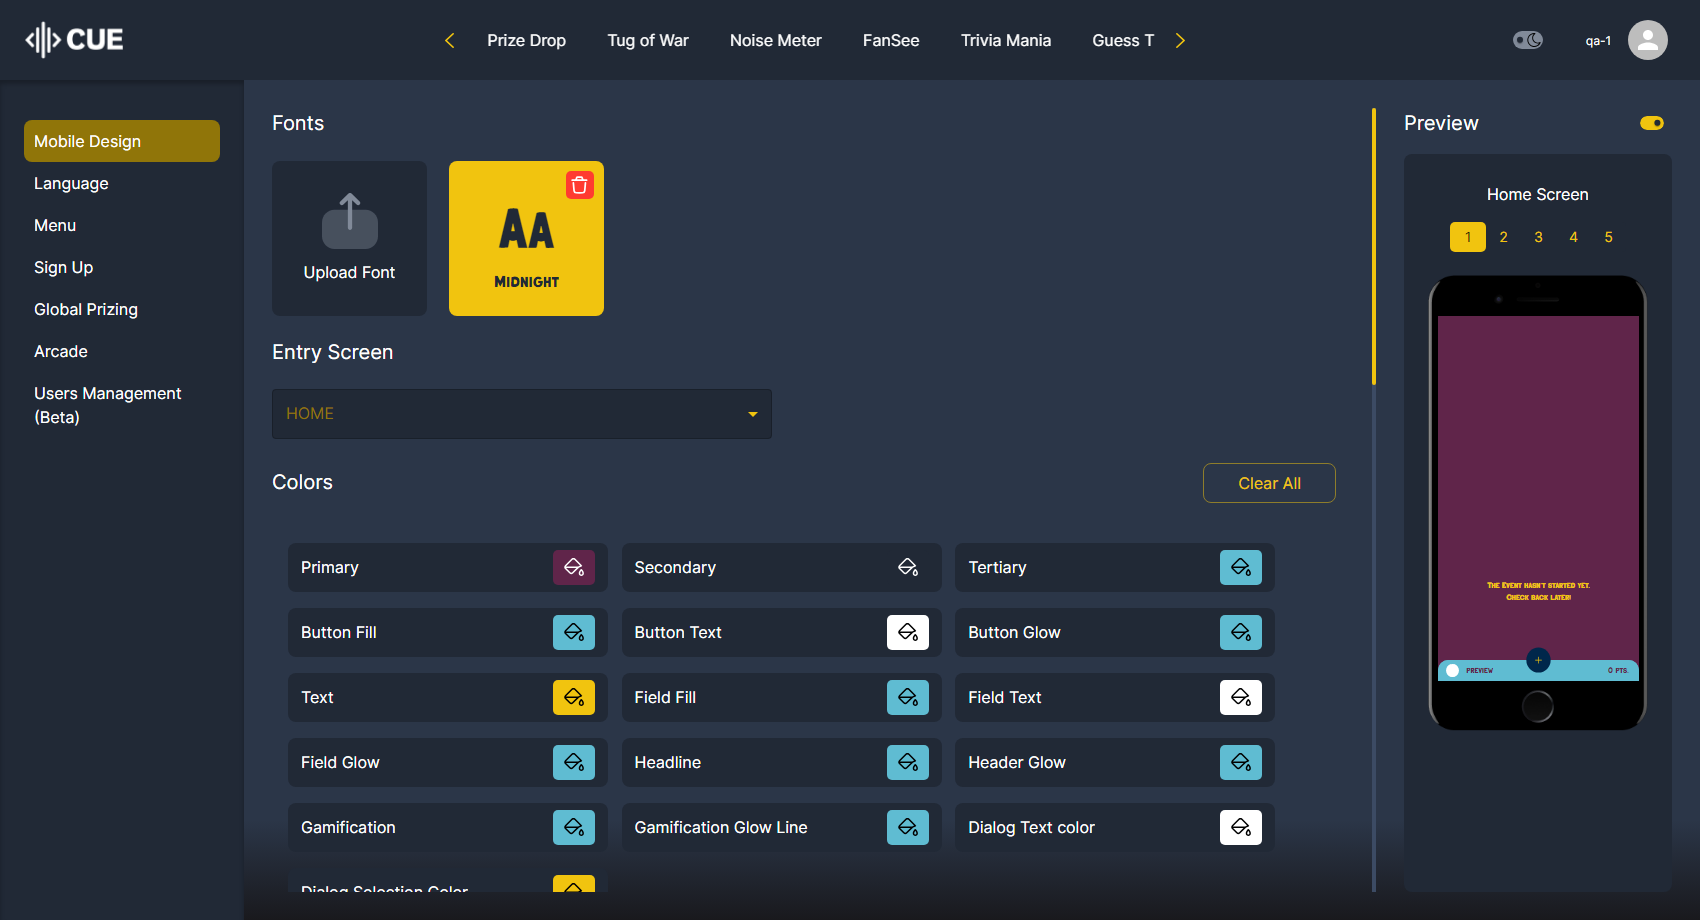 CUE
Prize Drop
Tug of War
Noise Meter
FanSee
Trivia Mania
Guess T
qa-1
Mobile Design
Language
Menu
Sign Up
Global Prizing
Arcade
Users Management
(Beta)
Fonts
Upload Font
AA
MIDNIGHT
Entry Screen
HOME
Colors
Clear All
Primary
Secondary
Tertiary
Button Fill
Button Text
Button Glow
Text
Field Fill
Field Text
Field Glow
Headline
Header Glow
Gamification
Gamification Glow Line
Dialog Text color
Dialog Selection Color
Preview
Home Screen
1 2 3 4 5
THE EVENT HASN'T STARTED YET.
CHECK BACK LATER!
+
PREVIEW
0 PTS